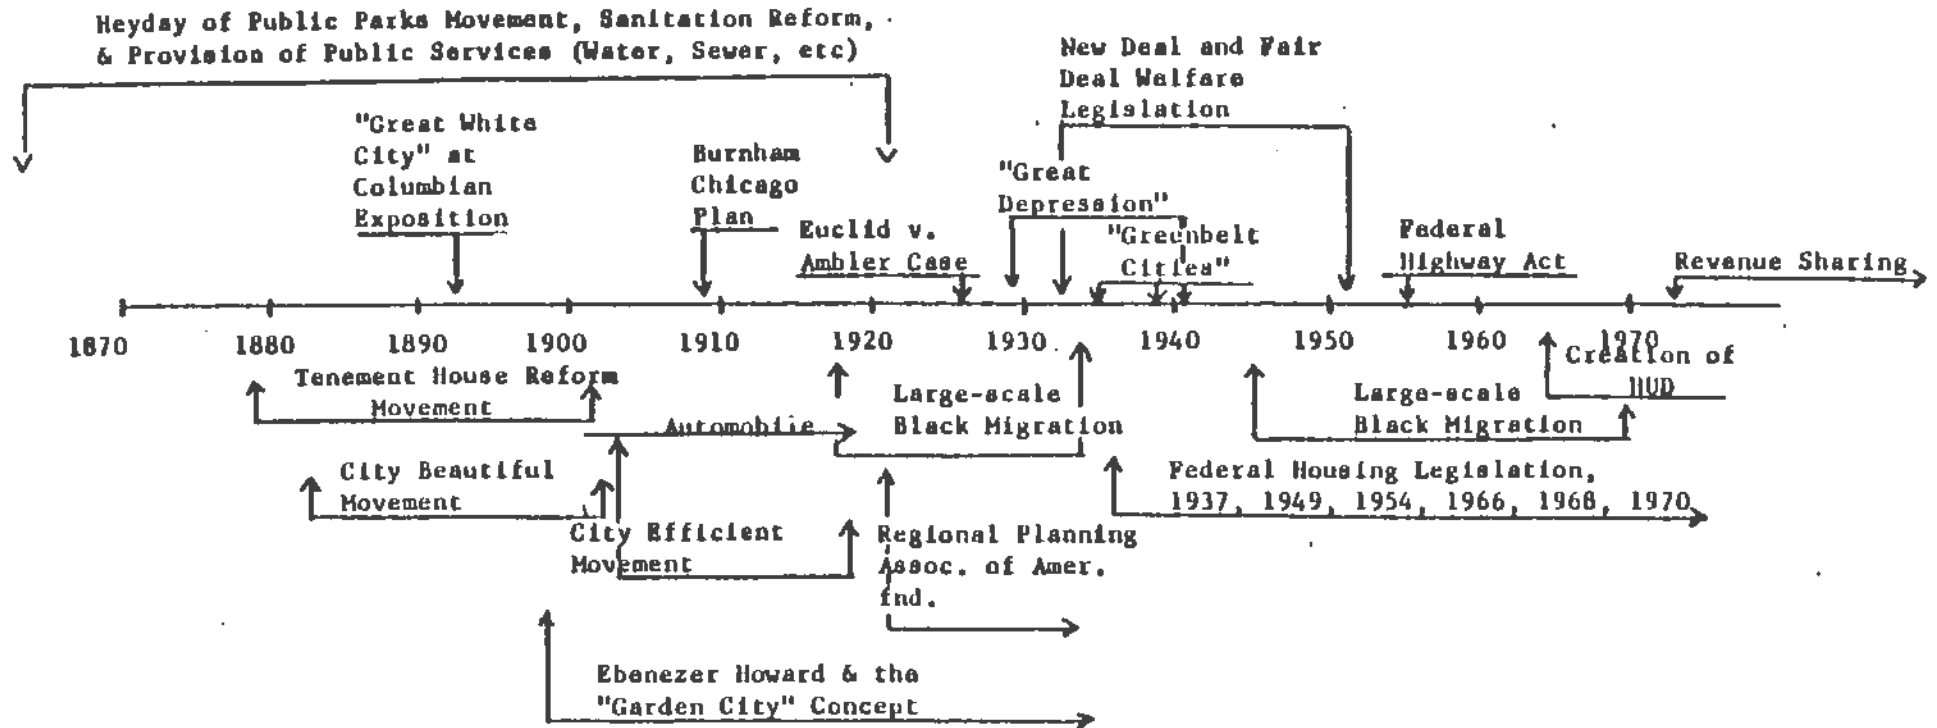 Heyday of Public Parks Movement, Sanitation Reform,
& Provision of Public Services (Water, Sewer, etc)
New Deal and Fair
Deal Welfare
Legislation
"Great White
City" at
Columbian
Exposition
Burnham
Chicago
Plan
Euclid v.
Ambler Case
"Great
Depression"
"Greenbelt
Cities"
Federal
Highway Act
Revenue Sharing
1870 1880 1890 1900 1910 1920 1930 1940 1950 1960 1970
Tenement House Reform
Movement
Automobile
Large-scale
Black Migration
Large-scale
Black Migration
Creation of
HUD
City Beautiful
Movement
City Efficient
Movement
Regional Planning
Assoc. of Amer.
fnd.
Federal Housing Legislation,
1937, 1949, 1954, 1966, 1968, 1970
Ebenezer Howard & the
"Garden City" Concept